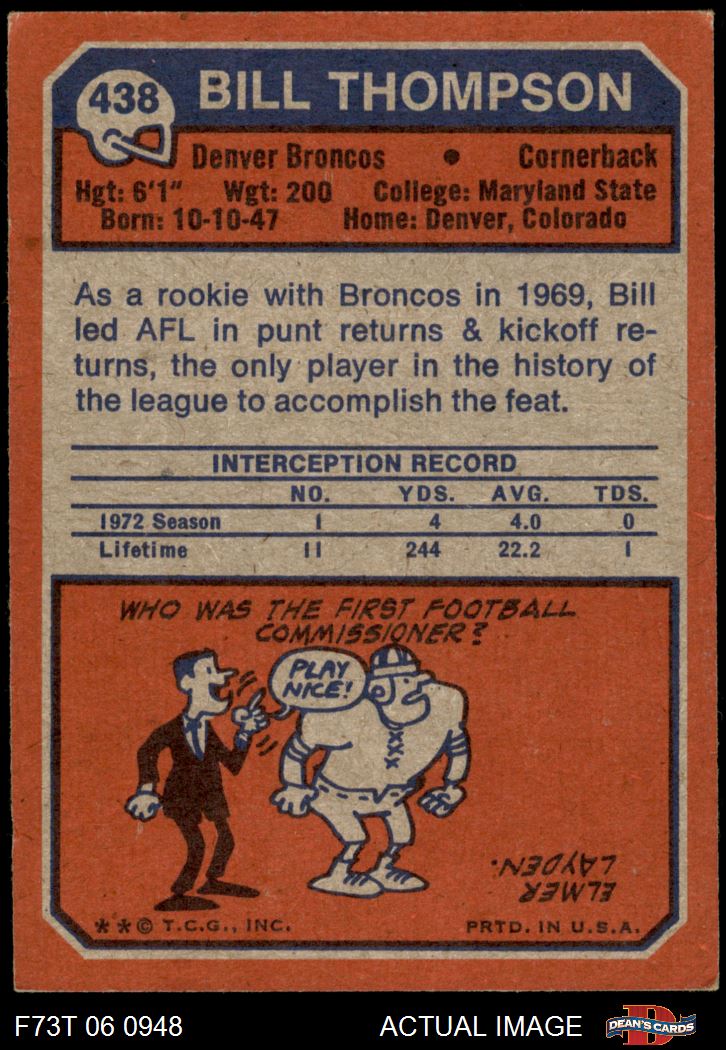 438 BILL THOMPSON
Denver Broncos • Cornerback
Hgt: 6'1" Wgt: 200 College: Maryland State
Born: 10-10-47 Home: Denver, Colorado
As a rookie with Broncos in 1969, Bill
led AFL in punt returns & kickoff re-
turns, the only player in the history of
the league to accomplish the feat.
INTERCEPTION RECORD
NO. YDS. AVG. TDS.
1972 Season 1 4 4.0 0
Lifetime 11 244 22.2 1
WHO WAS THE FIRST FOOTBALL
COMMISSIONER?
PLAY
NICE!
ELMER
LAYDEN.
**© T.C.G., INC. PRTD. IN U.S.A.
F73T 06 0948 ACTUAL IMAGE D DEAN'S CARDS